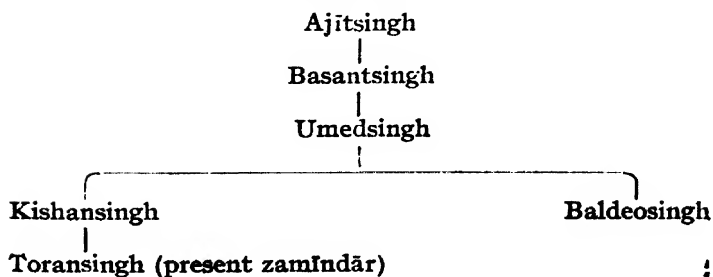 Ajītsingh
Basantsingh
Umedsingh
Kishansingh Baldeosingh
Toransingh (present zamīndār)